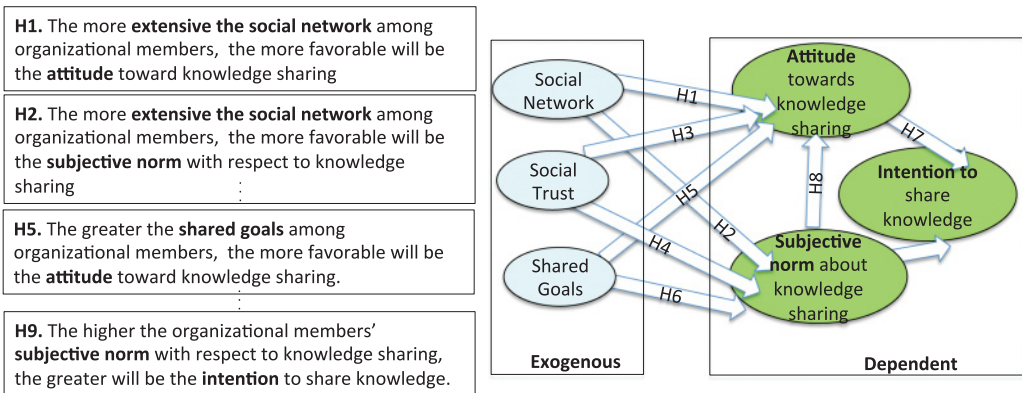 H1. The more extensive the social network among
organizational members, the more favorable will be
the attitude toward knowledge sharing
H2. The more extensive the social network among
organizational members, the more favorable will be
the subjective norm with respect to knowledge
sharing
H5. The greater the shared goals among
organizational members, the more favorable will be
the attitude toward knowledge sharing.
H9. The higher the organizational members'
subjective norm with respect to knowledge sharing,
the greater will be the intention to share knowledge.
Social
Network
Social
Trust
Shared
Goals
Exogenous
H1
H3
H5
H2
H4
H6
Attitude
towards
knowledge
sharing
H7
H8
Intention to
share
knowledge
Subjective
norm about
knowledge
sharing
Dependent